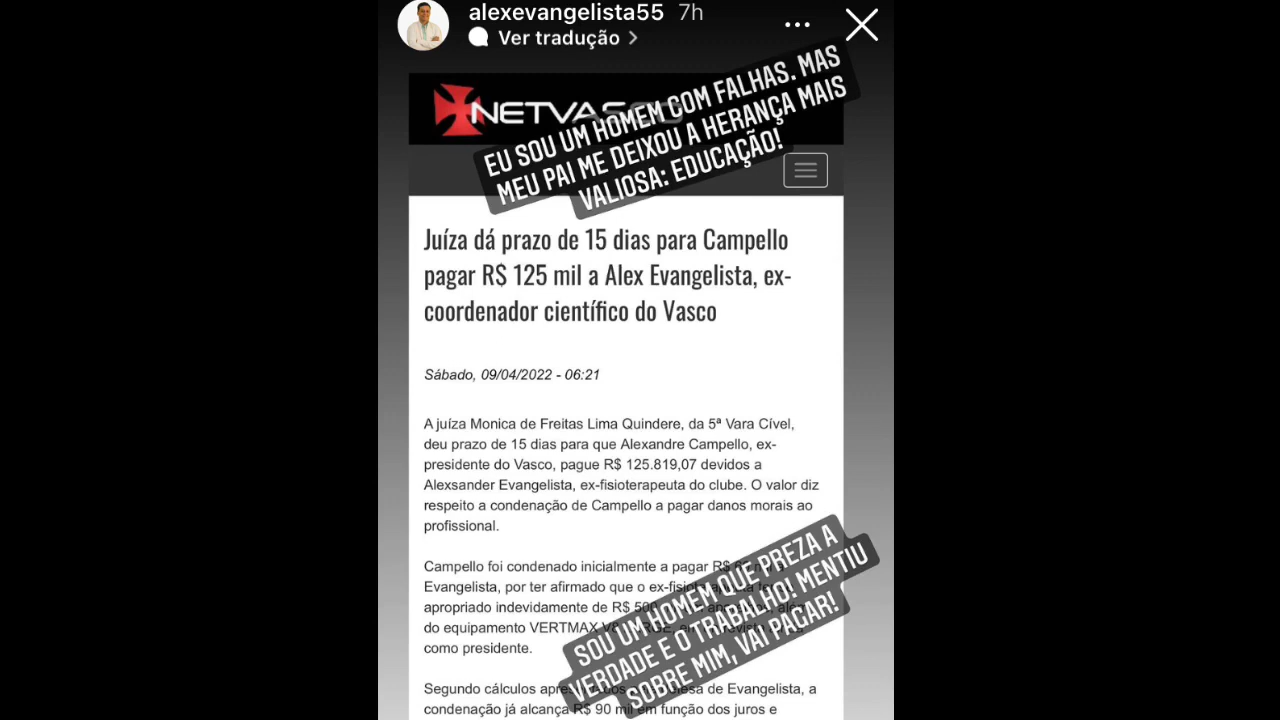 alexevangelista55 7h
Ver tradução
EU SOU UM HOMEM COM FALHAS. MAS
MEU PAI ME DEIXOU A HERANÇA MAIS
VALIOSA: EDUCAÇÃO!
NETVASCO
Juíza dá prazo de 15 dias para Campello
pagar R$ 125 mil a Alex Evangelista, ex-
coordenador científico do Vasco
Sábado, 09/04/2022 - 06:21
A juíza Monica de Freitas Lima Quindere, da 5ª Vara Cível,
deu prazo de 15 dias para que Alexandre Campello, ex-
presidente do Vasco, pague R$ 125.819,07 devidos a
Alexsander Evangelista, ex-fisioterapeuta do clube. O valor diz
respeito a condenação de Campello a pagar danos morais ao
profissional.
Campello foi condenado inicialmente a pagar R$
Evangelista, por ter afirmado que o
apropriado indevidamente de R$
do equipamento VERTMAX
como presidente.
SOU UM HOMEM QUE PREZA A
VERDADE E O TRABALHO! MENTIU
SOBRE MIM, VAI PAGAR!
Segundo cálculos de Evangelista, a
condenação já alcança R$ 90 mil em função dos juros e